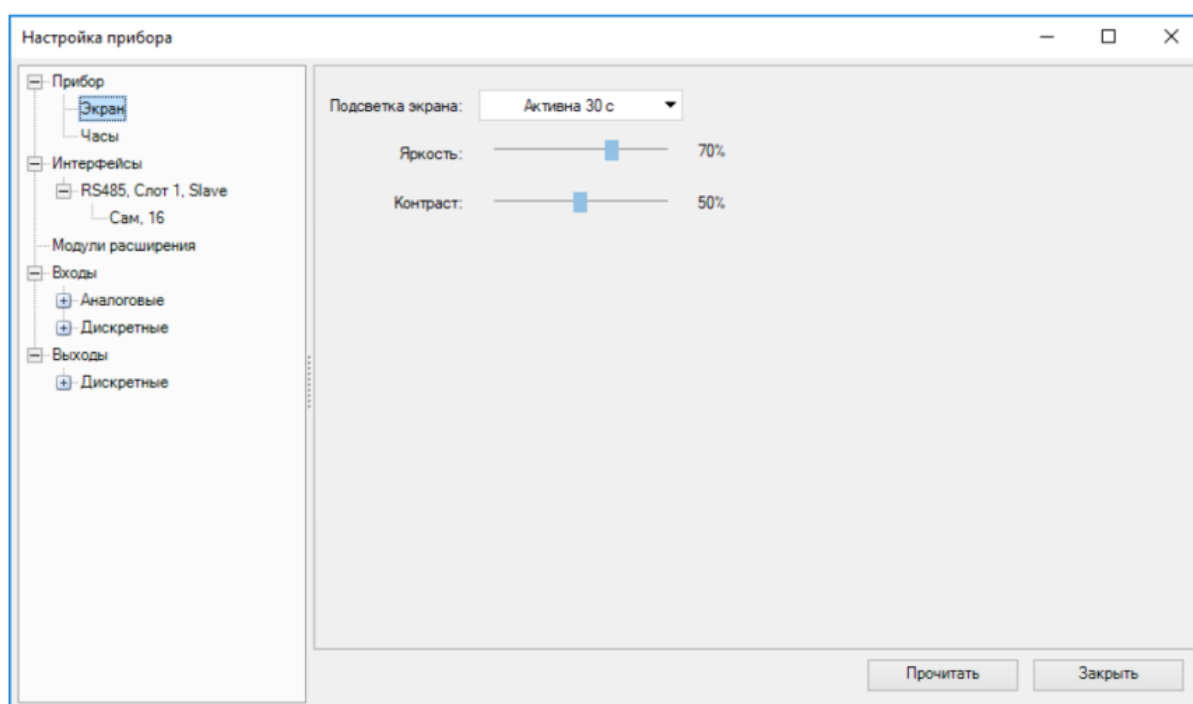 Настройка прибора
Прибор
Экран
Часы
Интерфейсы
RS485, Слот 1, Slave
Сам, 16
Модули расширения
Входы
Аналоговые
Дискретные
Выходы
Дискретные
Подсветка экрана: Активна 30 с
Яркость: 70%
Контраст: 50%
Прочитать Закрыть